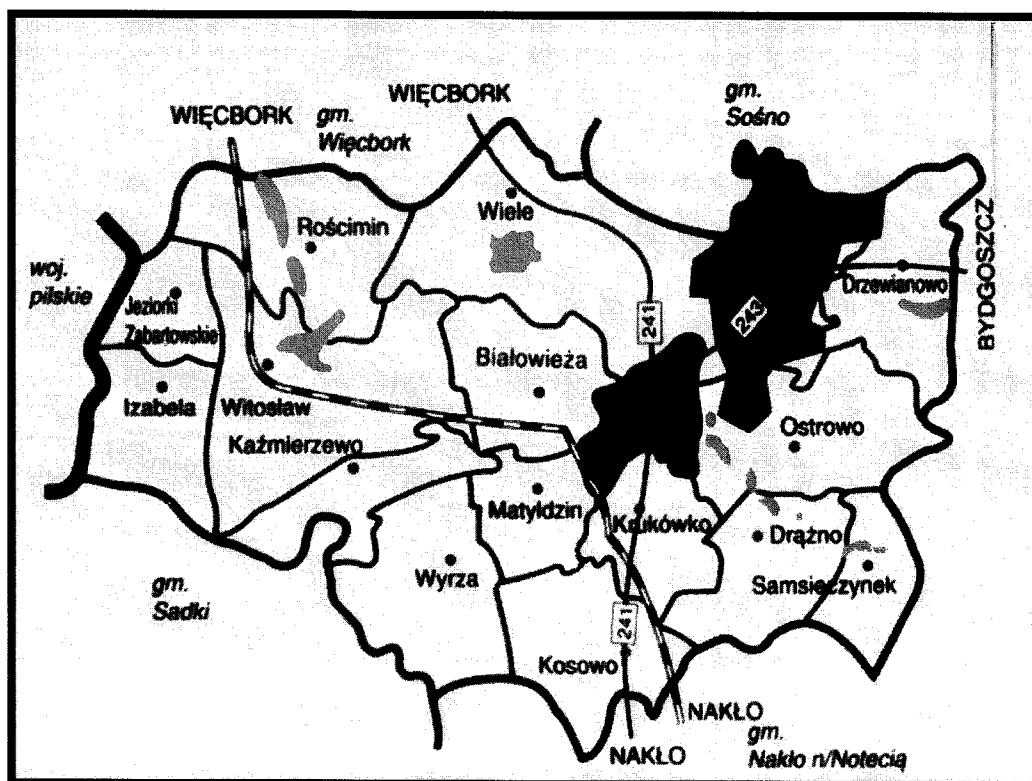 WIĘCBORK
gm.
Sośno
WIĘCBORK
gm.
Więcbork
Wiele
Rościmin
BYDGOSZCZ
woj.
pilskie
Drzewianowo
Jeziorki
Zabartowskie
241
243
Białowieża
Izabela
Witosław
Ostrowo
Kaźmierzewo
Matyldzin
Krukówko
Drążno
Wyrza
Samsieczynek
gm.
Sadki
241
Kosowo
NAKŁO
NAKŁO
gm.
Nakło n/Notecią